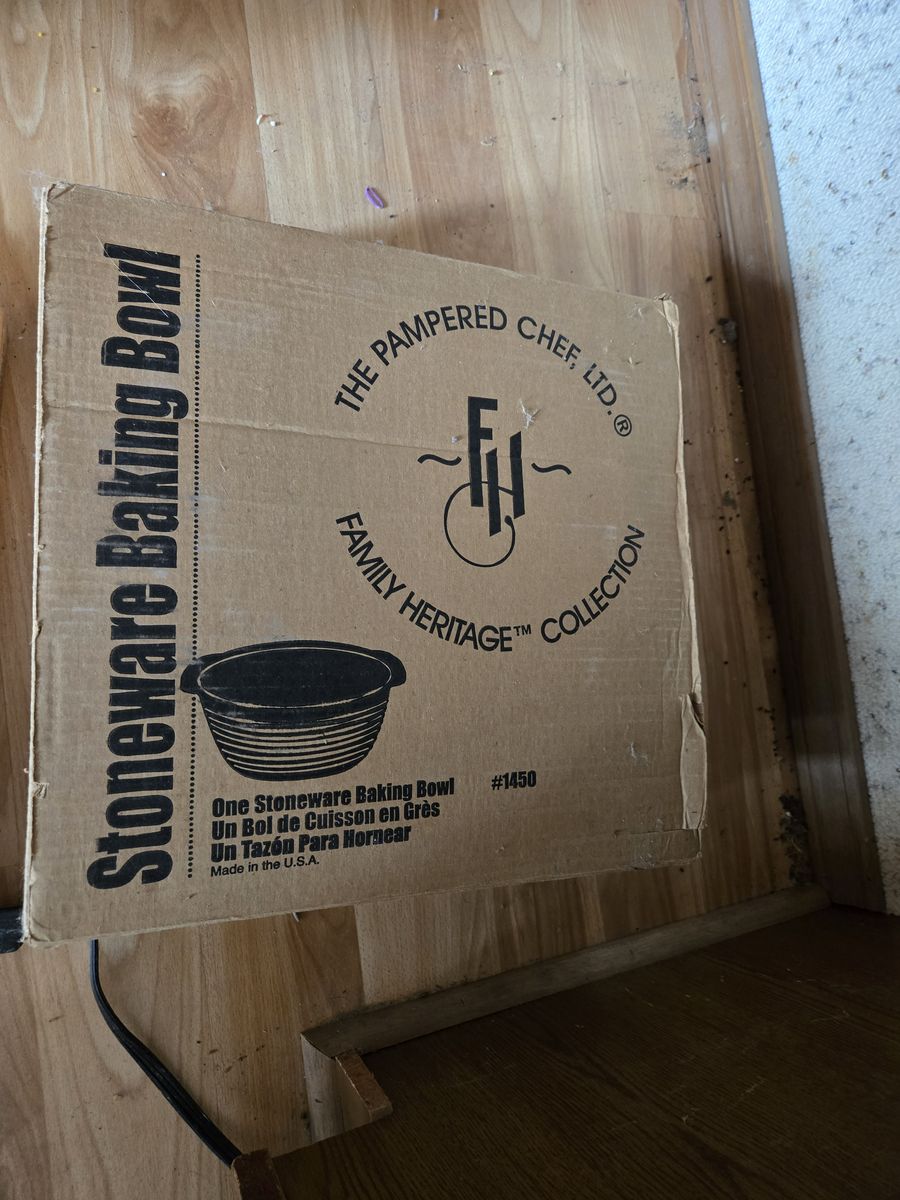 Stoneware Baking Bowl
THE PAMPERED CHEF, LTD.®
FH
FAMILY HERITAGE™ COLLECTION
One Stoneware Baking Bowl #1450
Un Bol de Cuisson en Grès
Un Tazón Para Hornear
Made in the U.S.A.